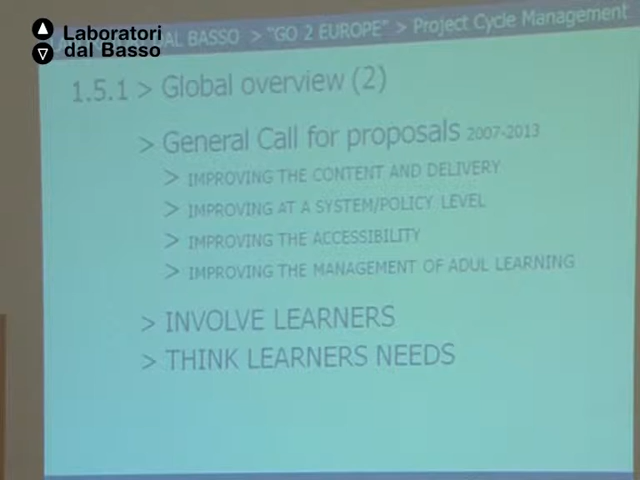 Laboratori
dal Basso
DAL BASSO > "GO 2 EUROPE" > Project Cycle Management
1.5.1 > Global overview (2)
> General Call for proposals 2007-2013
> IMPROVING THE CONTENT AND DELIVERY
> IMPROVING AT A SYSTEM/POLICY LEVEL
> IMPROVING THE ACCESSIBILITY
> IMPROVING THE MANAGEMENT OF ADUL LEARNING
> INVOLVE LEARNERS
> THINK LEARNERS NEEDS